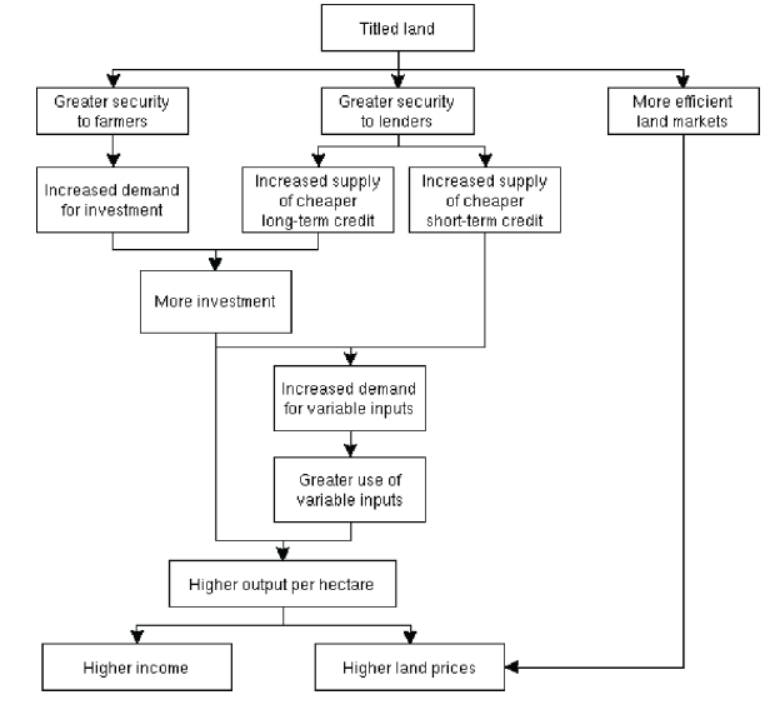 Titled land
Greater security
to farmers
Greater security
to lenders
More efficient
land markets
Increased demand
for investment
Increased supply
of cheaper
long-term credit
Increased supply
of cheaper
short-term credit
More investment
Increased demand
for variable inputs
Greater use of
variable inputs
Higher output per hectare
Higher income
Higher land prices